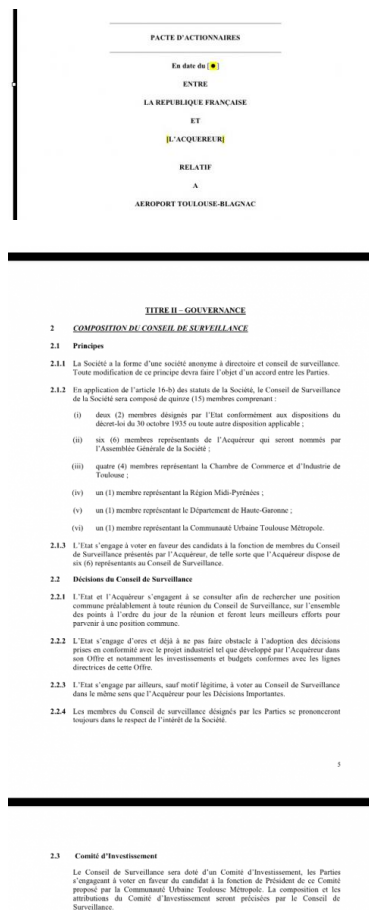 PACTE D'ACTIONNAIRES
En date du [●]
ENTRE
LA REPUBLIQUE FRANÇAISE
ET
[L'ACQUEREUR]
RELATIF
A
AEROPORT TOULOUSE-BLAGNAC
TITRE II – GOUVERNANCE
2 COMPOSITION DU CONSEIL DE SURVEILLANCE
2.1 Principes
2.1.1 La Société a la forme d'une société anonyme à directoire et conseil de surveillance.
Toute modification de ce principe devra faire l'objet d'un accord entre les Parties.
2.1.2 En application de l'article 16-b) des statuts de la Société, le Conseil de Surveillance
de la Société sera composé de quinze (15) membres comprenant :
(i) deux (2) membres désignés par l'Etat conformément aux dispositions du
décret-loi du 30 octobre 1935 ou toute autre disposition applicable ;
(ii) six (6) membres représentants de l'Acquéreur qui seront nommés par
l'Assemblée Générale de la Société ;
(iii) quatre (4) membres représentant la Chambre de Commerce et d'Industrie de
Toulouse ;
(iv) un (1) membre représentant la Région Midi-Pyrénées ;
(v) un (1) membre représentant le Département de Haute-Garonne ;
(vi) un (1) membre représentant la Communauté Urbaine Toulouse Métropole.
2.1.3 L'Etat s'engage à voter en faveur des candidats à la fonction de membres du Conseil
de Surveillance présentés par l'Acquéreur, de telle sorte que l'Acquéreur dispose de
six (6) représentants au Conseil de Surveillance.
2.2 Décisions du Conseil de Surveillance
2.2.1 L'Etat et l'Acquéreur s'engagent à se consulter afin de rechercher une position
commune préalablement à toute réunion du Conseil de Surveillance, sur l'ensemble
des points à l'ordre du jour de la réunion et feront leurs meilleurs efforts pour
parvenir à une position commune.
2.2.2 L'Etat s'engage d'ores et déjà à ne pas faire obstacle à l'adoption des décisions
prises en conformité avec le projet industriel tel que développé par l'Acquéreur dans
son Offre et notamment les investissements et budgets conformes avec les lignes
directrices de cette Offre.
2.2.3 L'Etat s'engage par ailleurs, sauf motif légitime, à voter au Conseil de Surveillance
dans le même sens que l'Acquéreur pour les Décisions Importantes.
2.2.4 Les membres du Conseil de surveillance désignés par les Parties se prononceront
toujours dans le respect de l'intérêt de la Société.
5
2.3 Comité d'Investissement
Le Conseil de Surveillance sera doté d'un Comité d'Investissement, les Parties
s'engageant à voter en faveur du candidat à la fonction de Président de ce Comité
proposé par la Communauté Urbaine Toulouse Métropole. La composition et les
attributions du Comité d'Investissement seront précisées par le Conseil de
Surveillance.